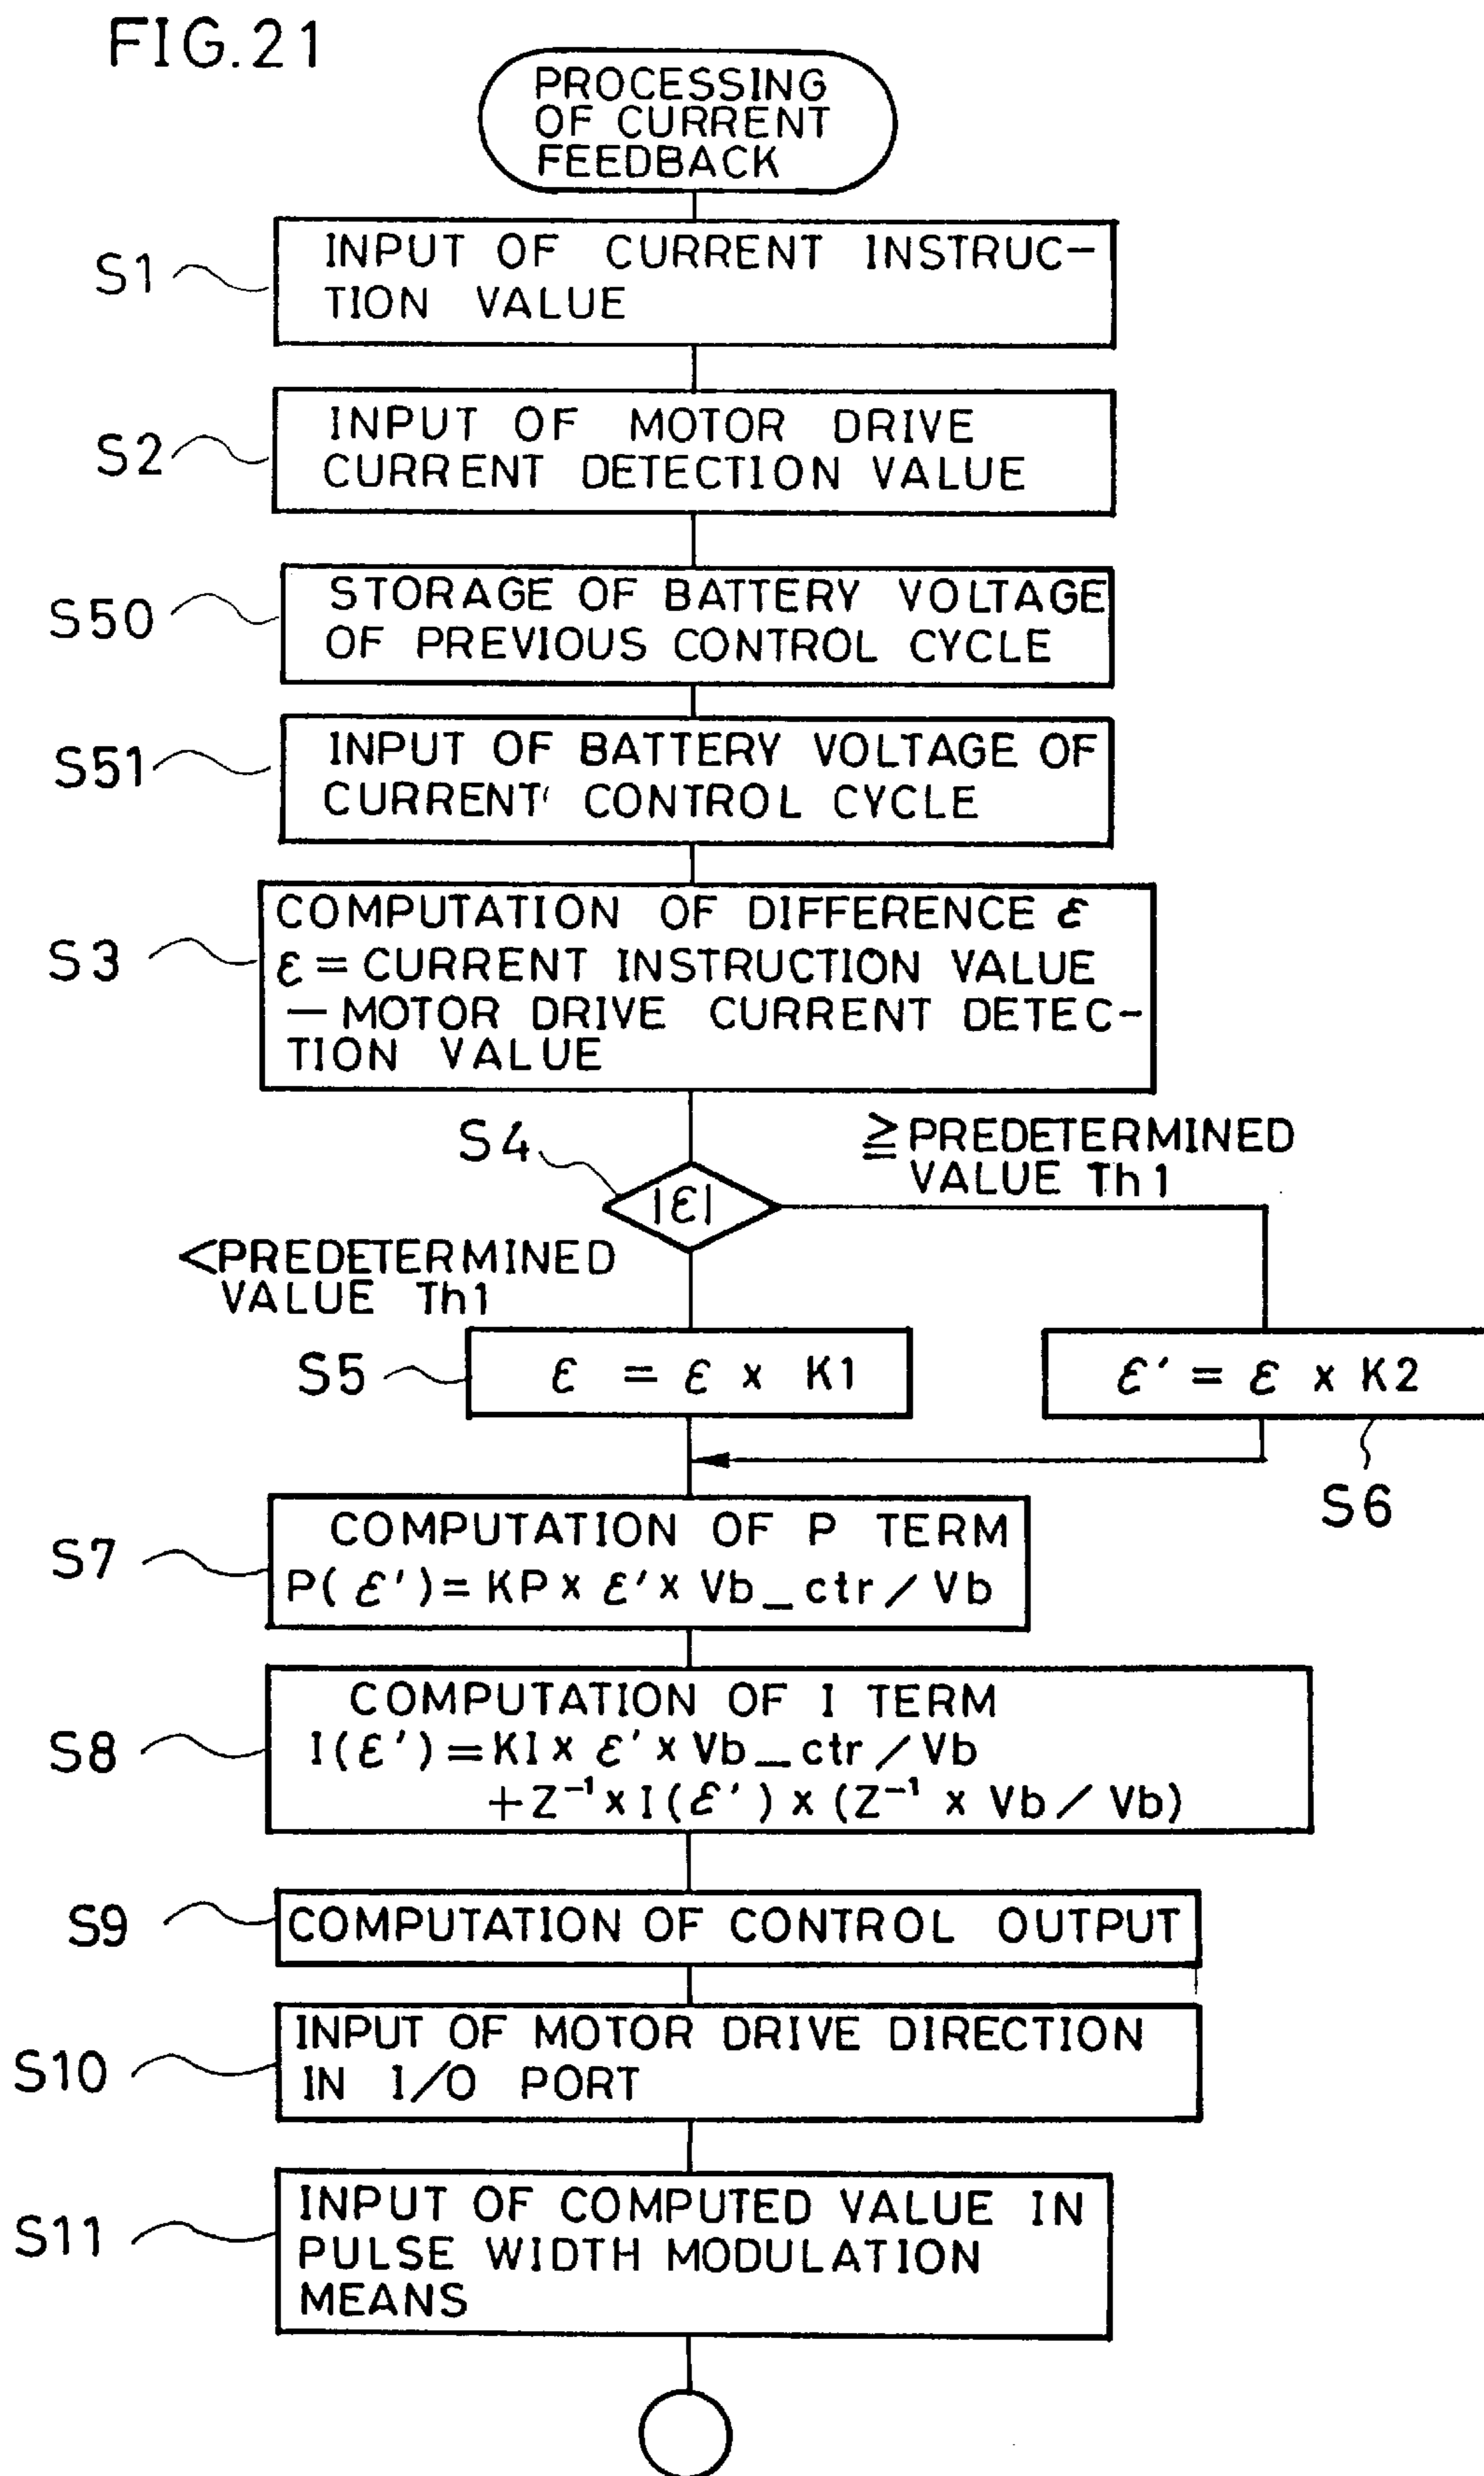 FIG.21
PROCESSING
OF CURRENT
FEEDBACK
S1
INPUT OF CURRENT INSTRUC-
TION VALUE
S2
INPUT OF MOTOR DRIVE
CURRENT DETECTION VALUE
S50
STORAGE OF BATTERY VOLTAGE
OF PREVIOUS CONTROL CYCLE
S51
INPUT OF BATTERY VOLTAGE OF
CURRENT CONTROL CYCLE
S3
COMPUTATION OF DIFFERENCE ε
ε = CURRENT INSTRUCTION VALUE
— MOTOR DRIVE CURRENT DETEC-
TION VALUE
S4
|ε|
≧ PREDETERMINED
VALUE Th1
<PREDETERMINED
VALUE Th1
S5
ε = ε x K1
ε' = ε x K2
S6
S7
COMPUTATION OF P TERM
P(ε')= KP x ε' x Vb_ctr / Vb
S8
COMPUTATION OF I TERM
I(ε') = KI x ε' x Vb_ctr / Vb
+Z⁻¹ x I(ε') x (Z⁻¹ x Vb / Vb)
S9
COMPUTATION OF CONTROL OUTPUT
S10
INPUT OF MOTOR DRIVE DIRECTION
IN I/O PORT
S11
INPUT OF COMPUTED VALUE IN
PULSE WIDTH MODULATION
MEANS